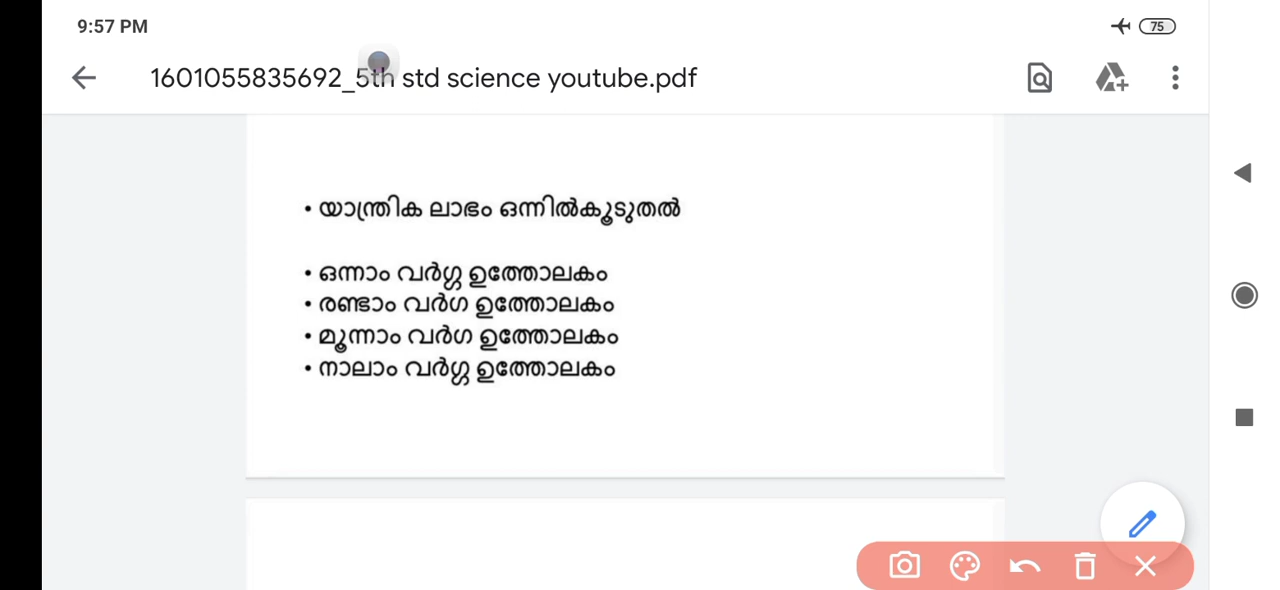 9:57 PM
75
1601055835692_5th std science youtube.pdf
• യാന്ത്രിക ലാഭം ഒന്നിൽകൂടുതൽ
• ഒന്നാം വർഗ്ഗ ഉത്തോലകം
• രണ്ടാം വർഗ ഉത്തോലകം
• മൂന്നാം വർഗ ഉത്തോലകം
• നാലാം വർഗ്ഗ ഉത്തോലകം